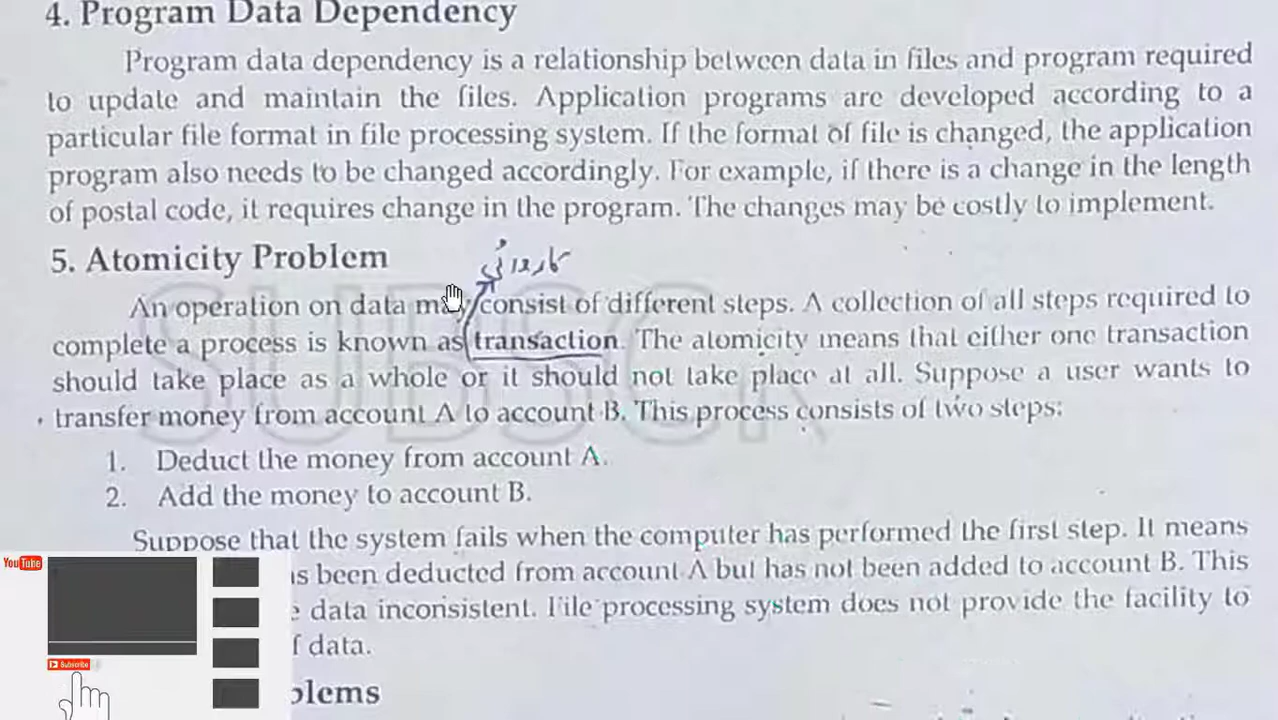 4. Program Data Dependency
Program data dependency is a relationship between data in files and program required
to update and maintain the files. Application programs are developed according to a
particular file format in file processing system. If the format of file is changed, the application
program also needs to be changed accordingly. For example, if there is a change in the length
of postal code, it requires change in the program. The changes may be costly to implement.
5. Atomicity Problem
کاروائی
An operation on data may consist of different steps. A collection of all steps required to
complete a process is known as transaction. The atomicity means that either one transaction
should take place as a whole or it should not take place at all. Suppose a user wants to
transfer money from account A to account B. This process consists of two steps:
1. Deduct the money from account A.
2. Add the money to account B.
Suppose that the system fails when the computer has performed the first step. It means
s been deducted from account A but has not been added to account B. This
e data inconsistent. File processing system does not provide the facility to
f data.
blems
SUBSCR
YouTube
Subscribe